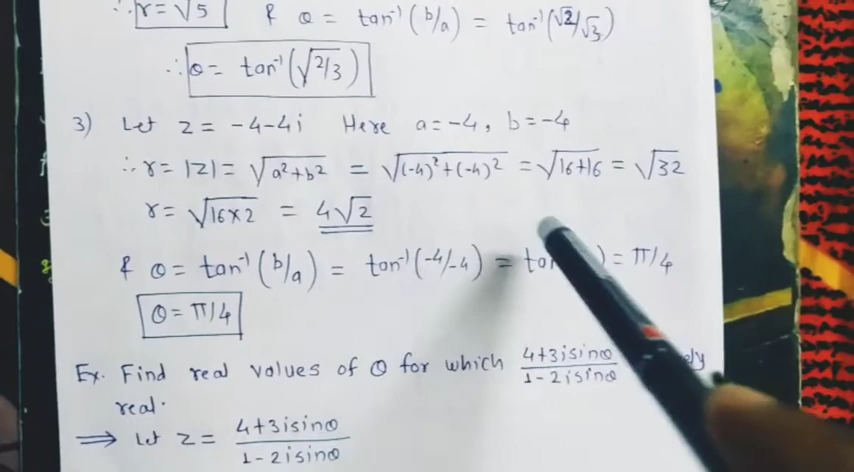 ∴ r = √5 & θ = tan⁻¹(b/a) = tan⁻¹(√2/√3)
∴ θ = tan⁻¹(√2/3)
3) Let z = -4-4i Here a=-4, b=-4
∴ r = |z| = √a²+b² = √(-4)²+(-4)² = √16+16 = √32
r = √16×2 = 4√2
& θ = tan⁻¹(b/a) = tan⁻¹(-4/-4) = ) = π/4
θ = π/4
Ex. Find real values of θ for which 4+3isinθ / 1-2isinθ
real.
⟹ Let z = 4+3isinθ / 1-2isinθ